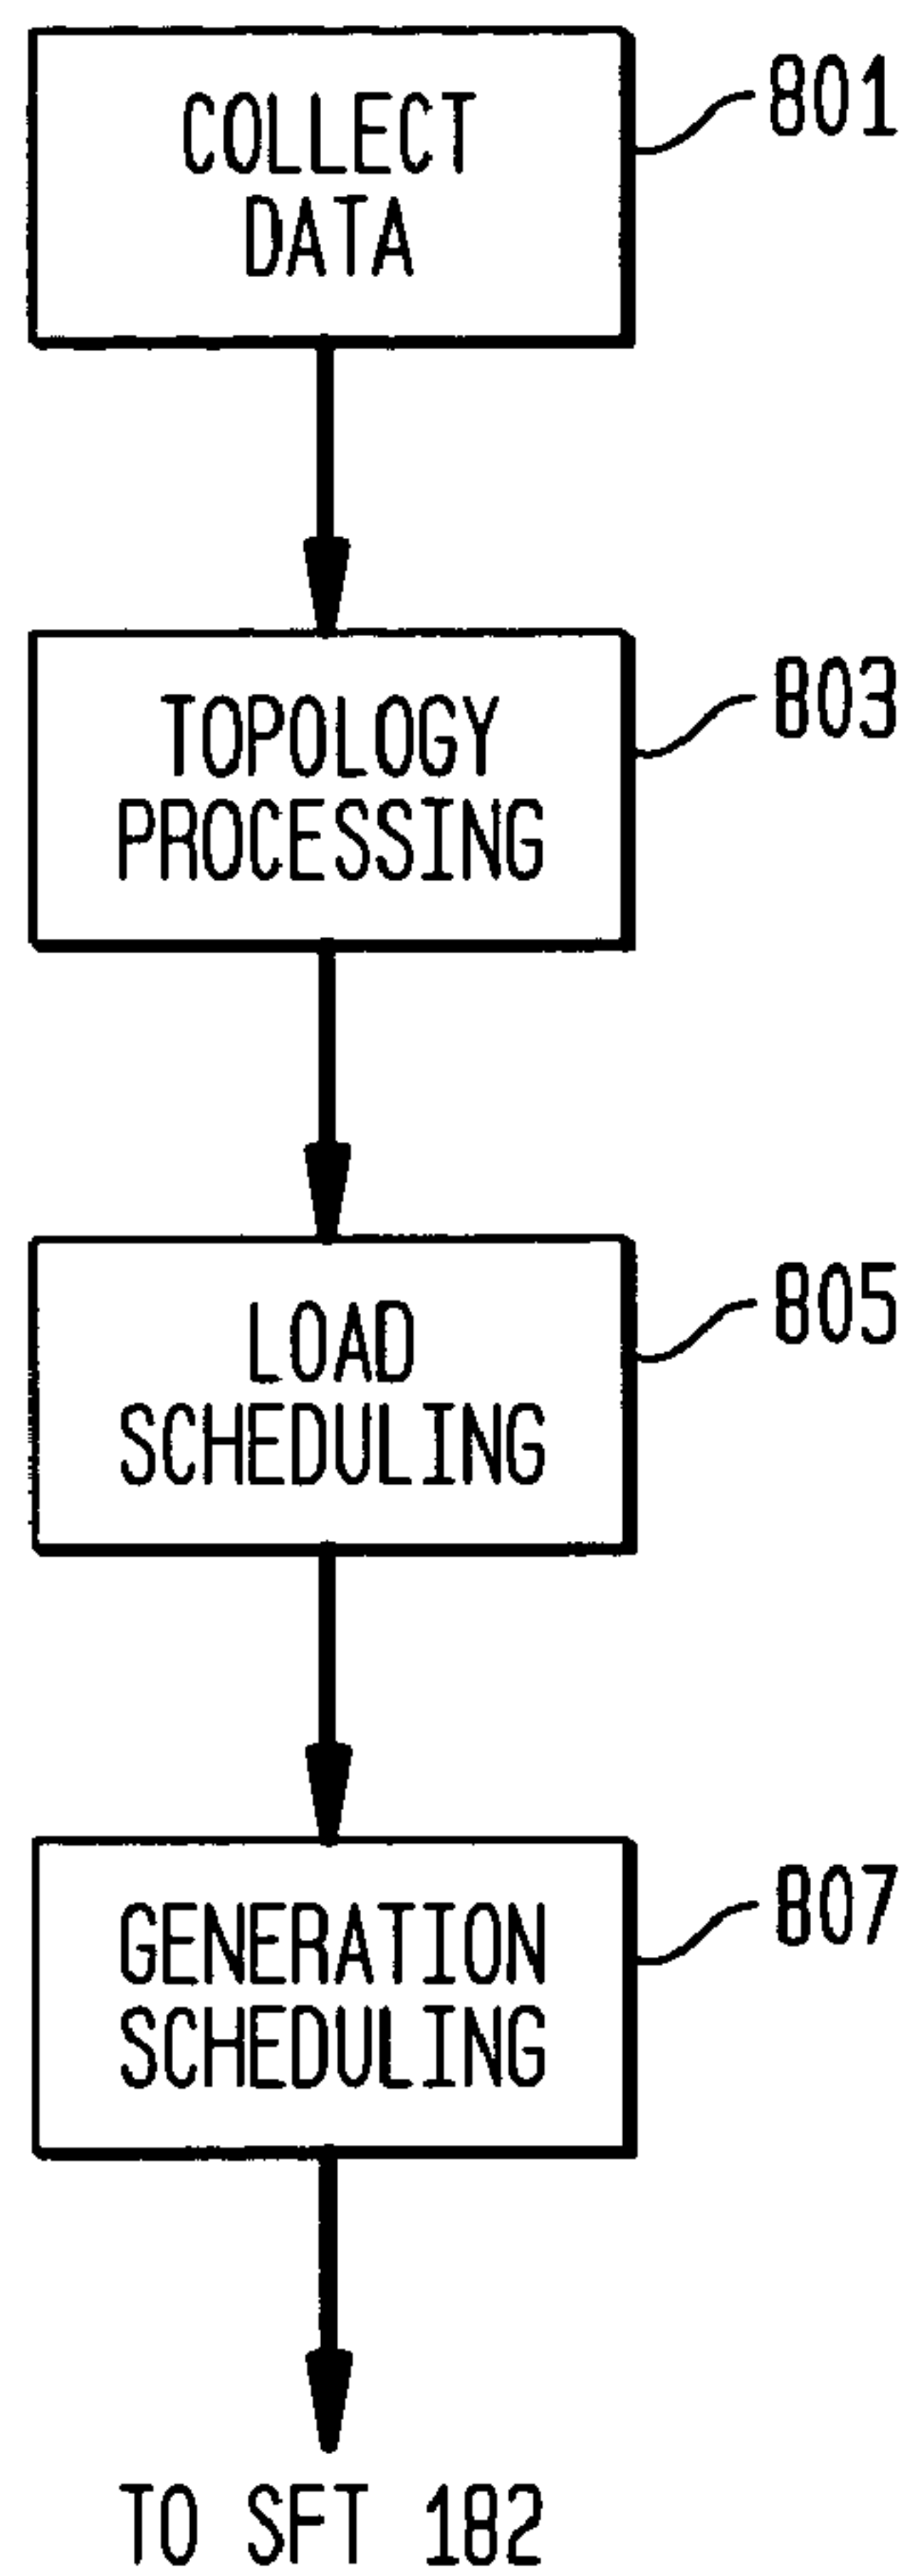 COLLECT
DATA
801
TOPOLOGY
PROCESSING
803
LOAD
SCHEDULING
805
GENERATION
SCHEDULING
807
TO SFT 182